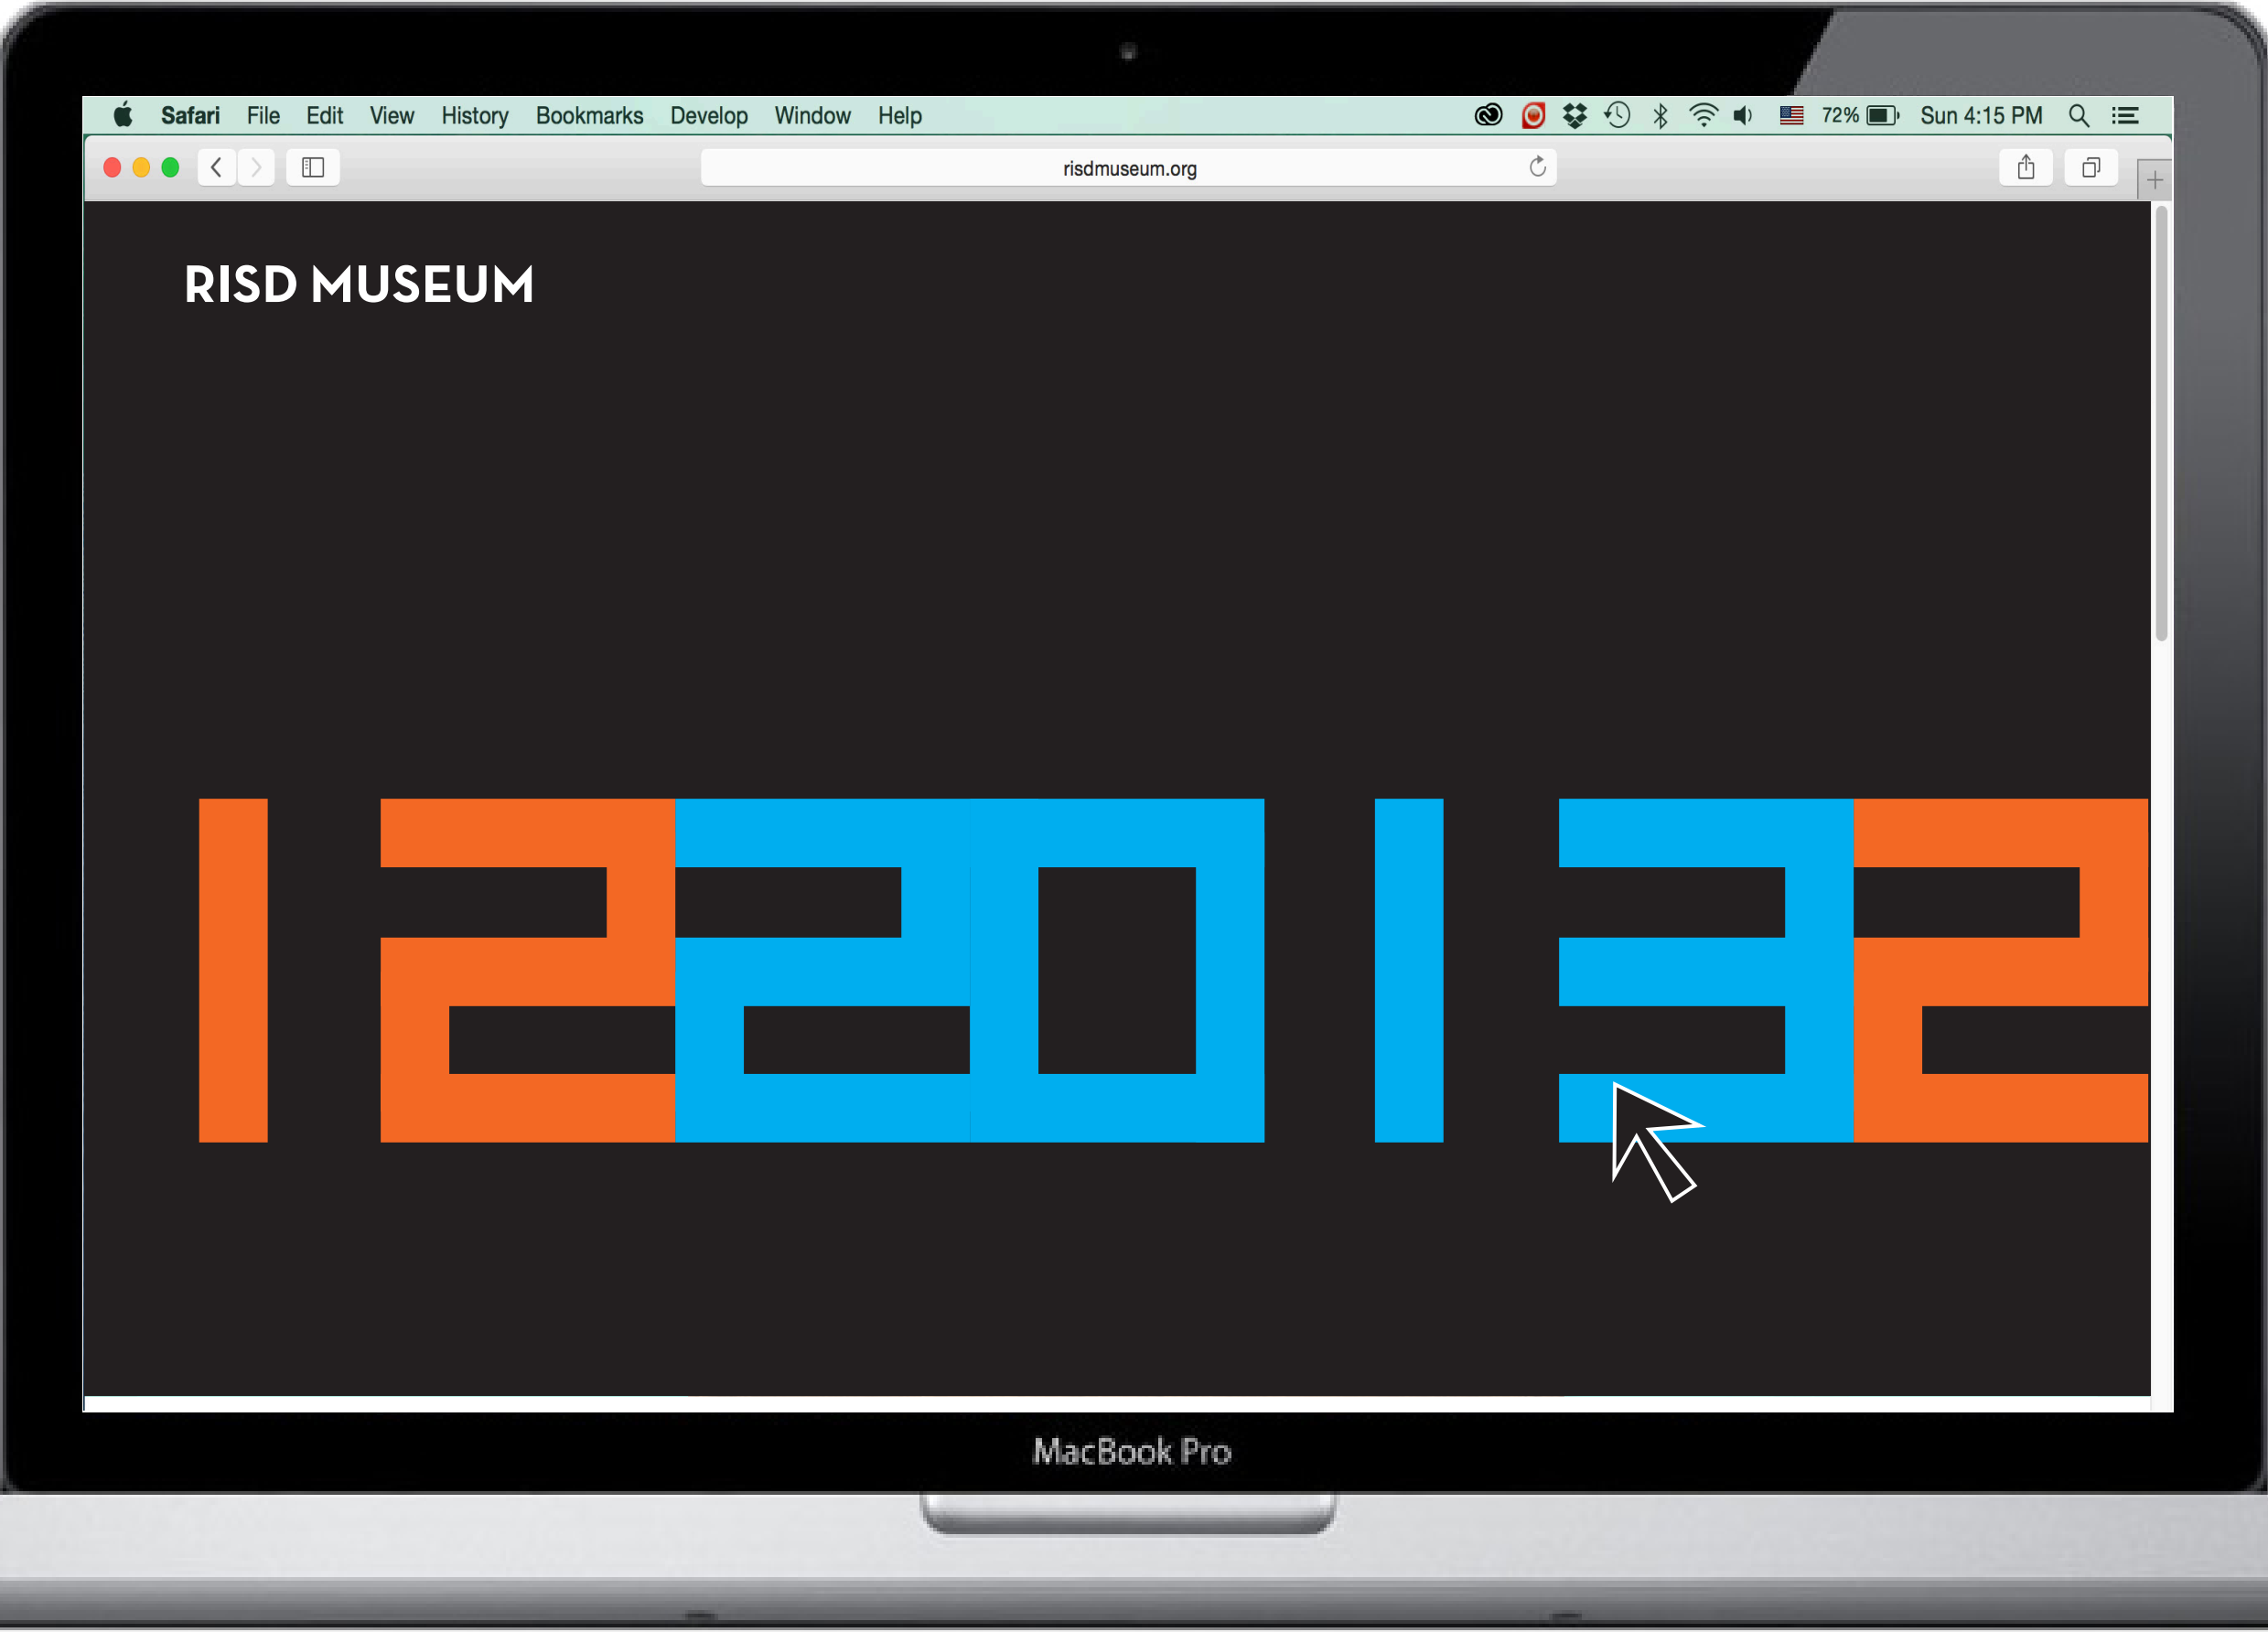 Safari File Edit View History Bookmarks Develop Window Help 72% Sun 4:15 PM
risdmuseum.org
RISD MUSEUM
1220132
MacBook Pro